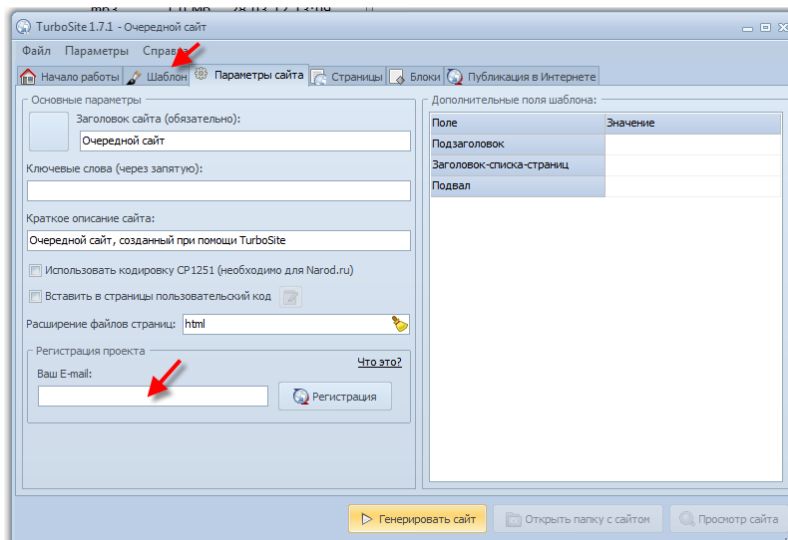 TurboSite 1.7.1 - Очередной сайт
Файл Параметры
Начало работы Шаблон Параметры сайта Страницы Блоки Публикация в Интернете
Основные параметры
Заголовок сайта (обязательно):
Очередной сайт
Ключевые слова (через запятую):
Краткое описание сайта:
Очередной сайт, созданный при помощи TurboSite
Использовать кодировку CP1251 (необходимо для Narod.ru)
Вставить в страницы пользовательский код
Расширение файлов страниц: html
Регистрация проекта
Что это?
Ваш E-mail:
Регистрация
Дополнительные поля шаблона:
Поле Значение
Подзаголовок
Заголовок-списка-страниц
Подвал
Генерировать сайт Открыть папку с сайтом Просмотр сайта